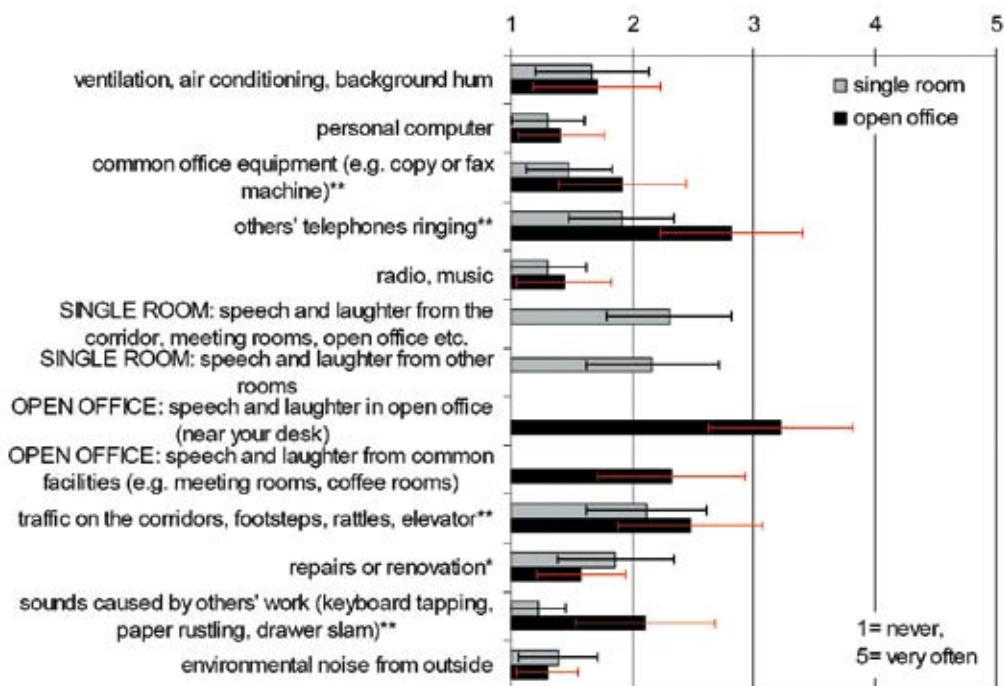 1 2 3 4 5
single room
open office
ventilation, air conditioning, background hum
personal computer
common office equipment (e.g. copy or fax
machine)**
others' telephones ringing**
radio, music
SINGLE ROOM: speech and laughter from the
corridor, meeting rooms, open office etc.
SINGLE ROOM: speech and laughter from other
rooms
OPEN OFFICE: speech and laughter in open office
(near your desk)
OPEN OFFICE: speech and laughter from common
facilities (e.g. meeting rooms, coffee rooms)
traffic on the corridors, footsteps, rattles, elevator**
repairs or renovation*
sounds caused by others' work (keyboard tapping,
paper rustling, drawer slam)**
environmental noise from outside
1= never,
5= very often